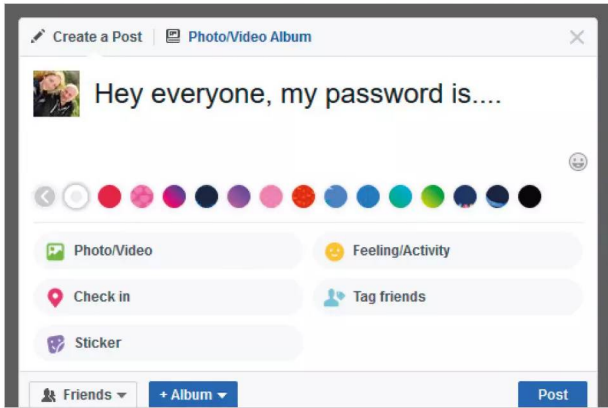 Create a Post Photo/Video Album
Hey everyone, my password is....
Photo/Video Feeling/Activity
Check in Tag friends
Sticker
Friends + Album Post